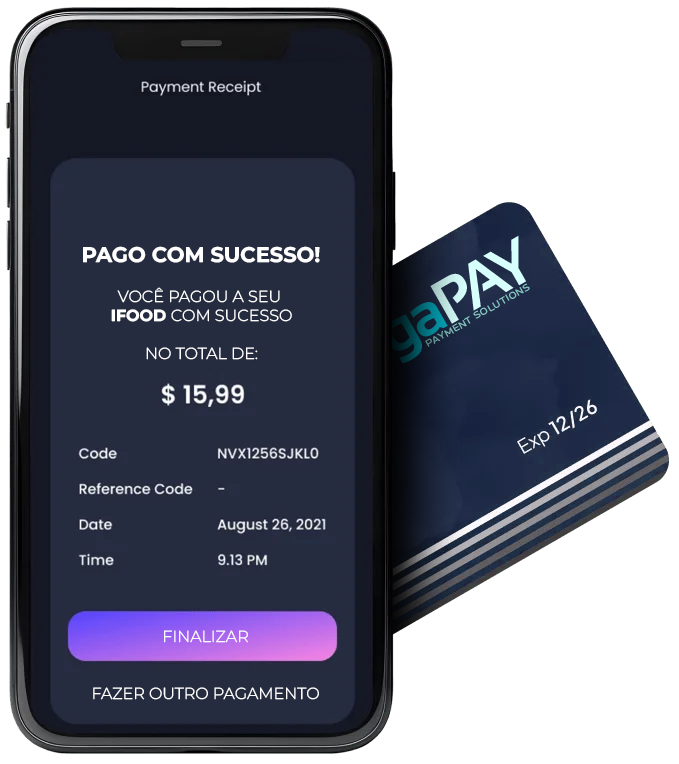 Payment Receipt
PAGO COM SUCESSO!
VOCÊ PAGOU A SEU
IFOOD COM SUCESSO
NO TOTAL DE:
$ 15,99
Code NVX1256SJKL0
Reference Code -
Date August 26, 2021
Time 9.13 PM
FINALIZAR
FAZER OUTRO PAGAMENTO
gaPAY
PAYMENT SOLUTIONS
Exp 12/26